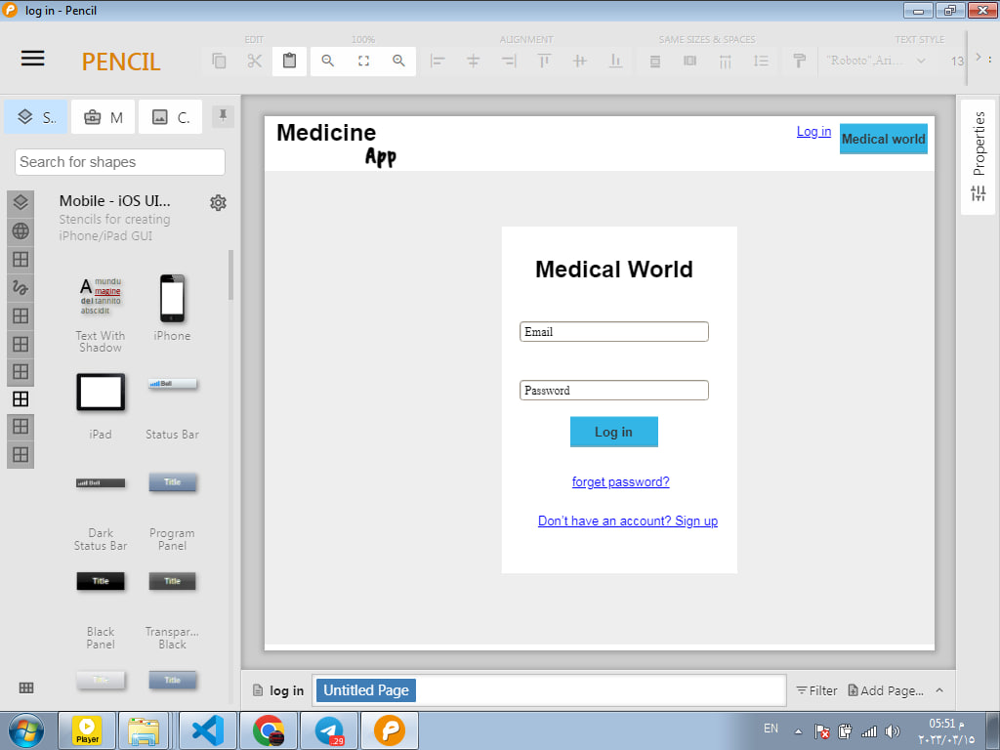 log in - Pencil
EDIT
100%
ALIGNMENT
SAME SIZES & SPACES
TEXT STYLE
PENCIL
"Roboto",Ari...
13
S..
M
C.
Search for shapes
Mobile - iOS UI...
Stencils for creating
iPhone/iPad GUI
A mundu
magine
del tannito
abscidit
Text With
Shadow
iPhone
Bell
iPad
Status Bar
Bell
Title
Dark
Status Bar
Program
Panel
Title
Title
Black
Panel
Transpar...
Black
Title
Title
Medicine
App
Log in
Medical world
Medical World
Email
Password
Log in
forget password?
Don't have an account? Sign up
Properties
log in
Untitled Page
Filter
Add Page...
Player
29
EN
05:51 م
٢٠٢٣/٠٣/١٥